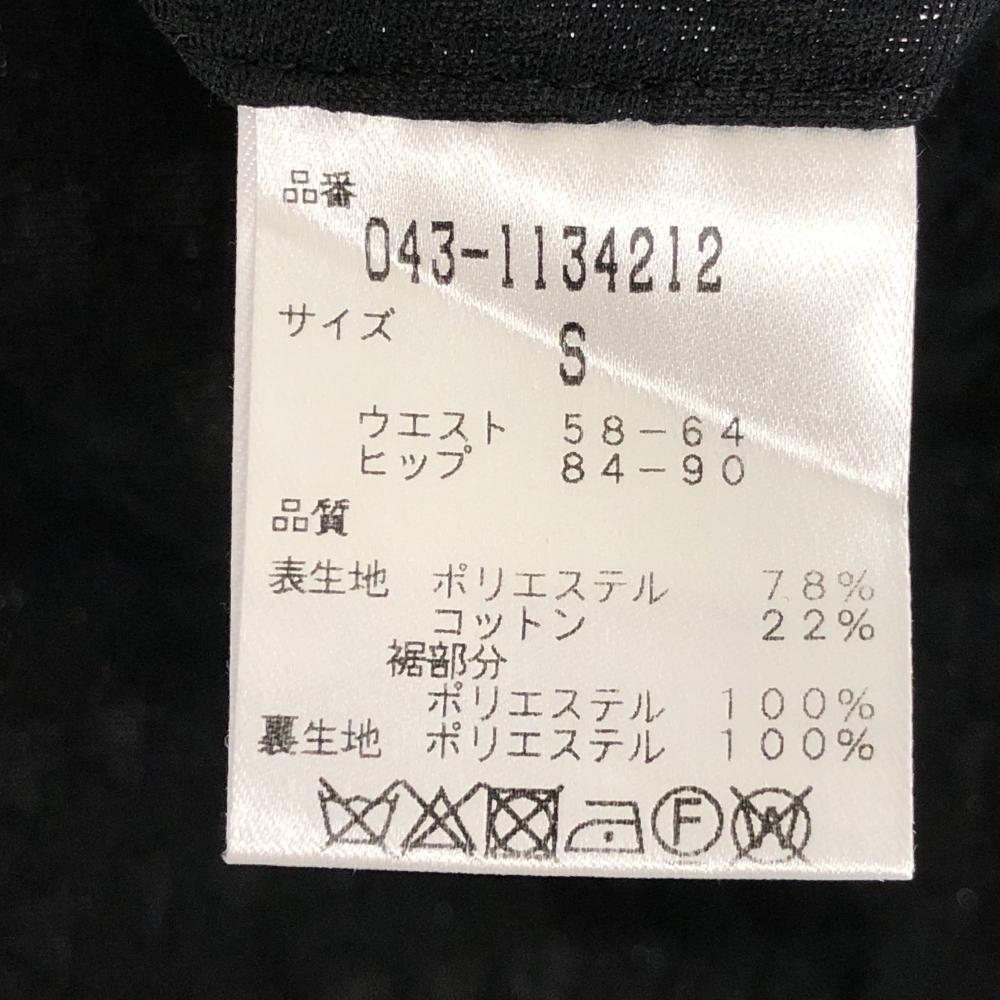 品番
043-1134212
サイズ
S
ウエスト 58-64
ヒップ 84-90
品質
表生地 ポリエステル 78%
コットン 22%
裾部分
ポリエステル 100%
裏生地 ポリエステル 100%
F W